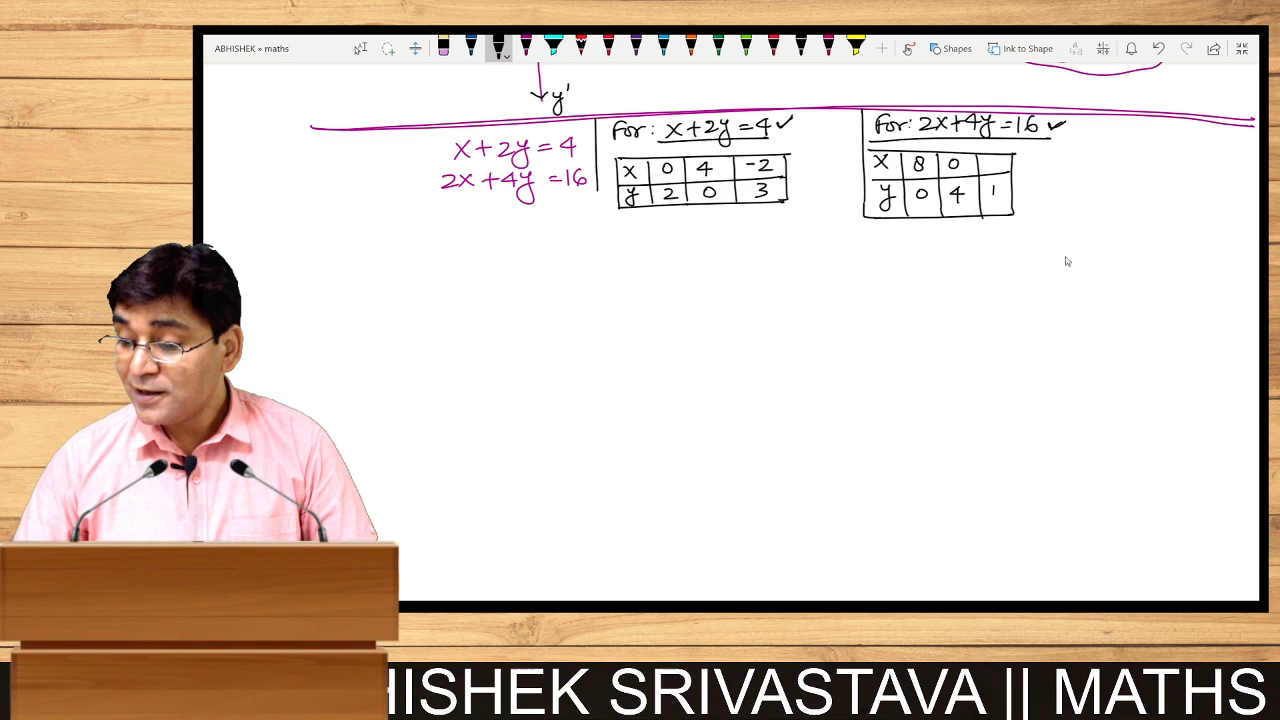 ABHISHEK » maths
Shapes
Ink to Shape
y'
x+2y=4
2x+4y=16
For: x+2y=4✓
x 0 4 -2
y 2 0 3
For: 2x+4y=16 ✓
x 8 0
y 0 4 1
HISHEK SRIVASTAVA || MATHS